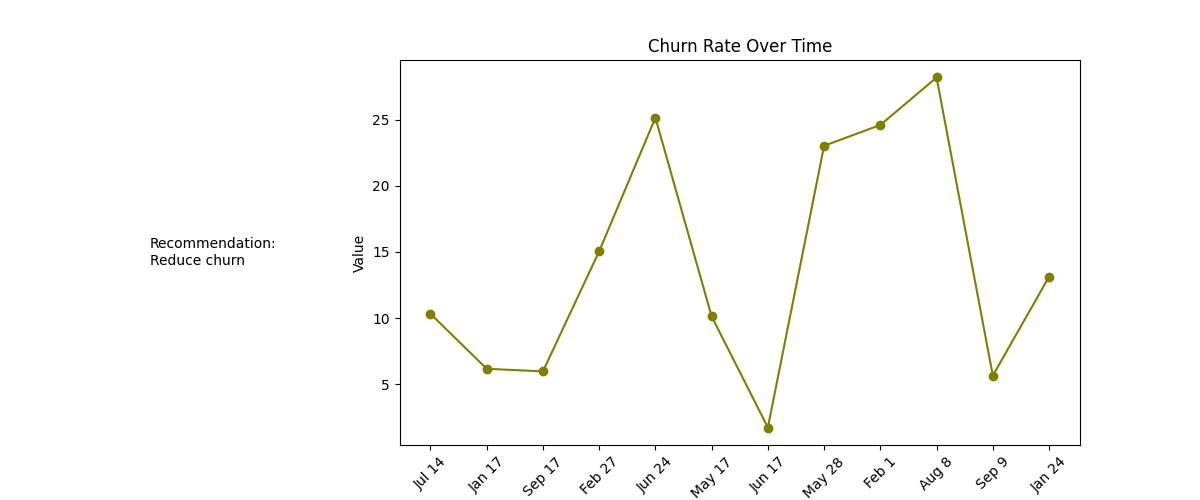 Churn Rate Over Time
Recommendation:
Reduce churn
Value
25
20
15
10
5
Jul 14
Jan 17
Sep 17
Feb 27
Jun 24
May 17
Jun 17
May 28
Feb 1
Aug 8
Sep 9
Jan 24